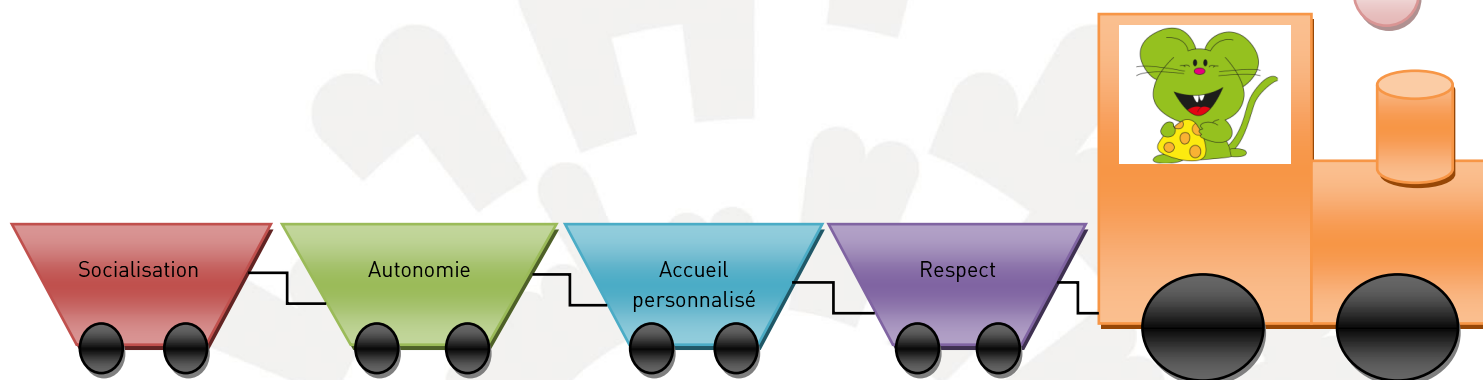 Socialisation
Autonomie
Accueil
personnalisé
Respect